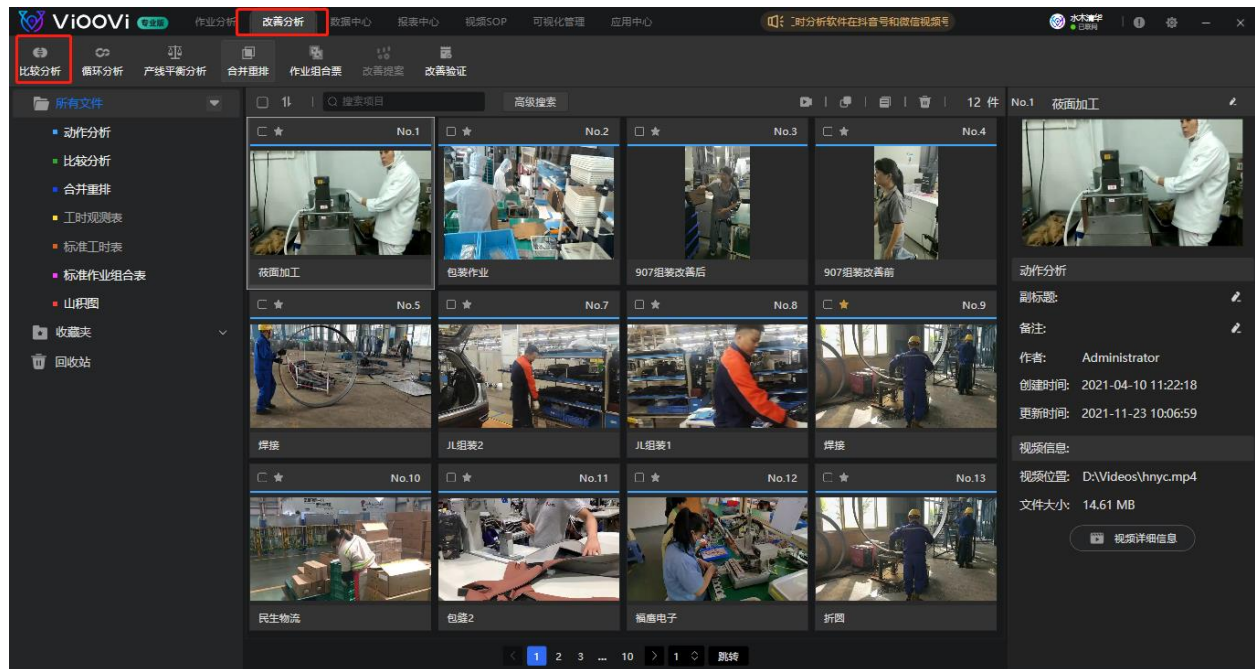 ViOOVi 专业版 作业分析 改善分析 数据中心 报表中心 视频SOP 可视化管理 应用中心 时分析软件在抖音号和微信视频号 水木清华
已联网
比较分析 循环分析 产线平衡分析 合并重排 作业组合票 改善提案 改善验证
所有文件 搜索项目 高级搜索 12 件 No.1 莜面加工
动作分析
比较分析
合并重排
工时观测表
标准工时表
标准作业组合表
山积图
收藏夹
回收站
No.1 No.2 No.3 No.4
莜面加工 包装作业 907组装改善后 907组装改善前
No.5 No.7 No.8 No.9
焊接 JL组装2 JL组装1 焊接
No.10 No.11 No.12 No.13
民生物流 包缝2 福鹰电子 折圆
1 2 3 ... 10 1 跳转
动作分析
副标题:
备注:
作者: Administrator
创建时间: 2021-04-10 11:22:18
更新时间: 2021-11-23 10:06:59
视频信息:
视频位置: D:\Videos\hnyc.mp4
文件大小: 14.61 MB
视频详细信息